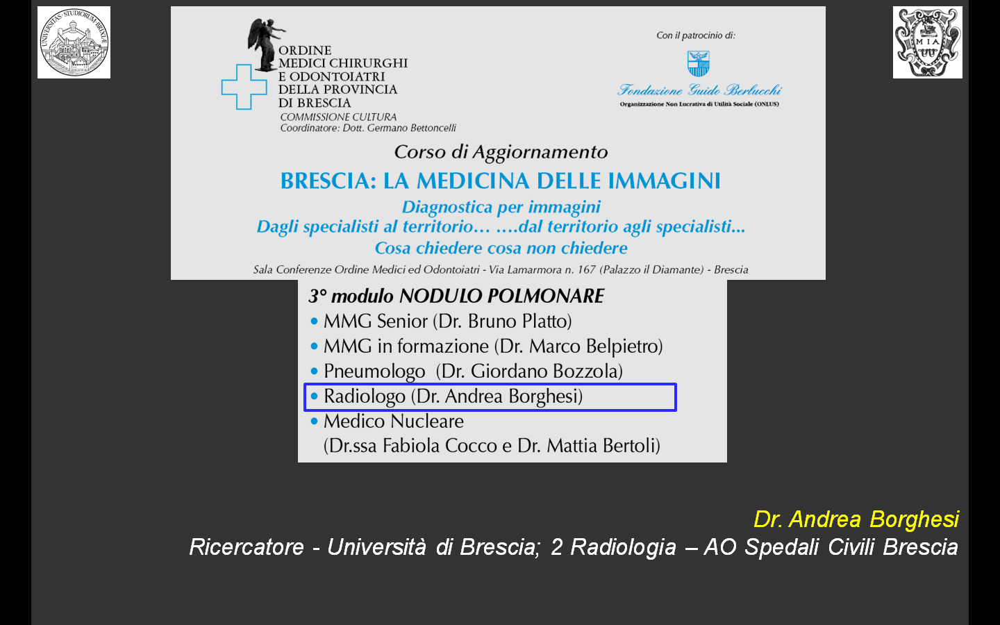 UNIVERSITAS · STUDIORUM · BRIXIÆ
MIA
ORDINE
MEDICI CHIRURGHI
E ODONTOIATRI
DELLA PROVINCIA
DI BRESCIA
COMMISSIONE CULTURA
Coordinatore: Dott. Germano Bettoncelli
Con il patrocinio di:
Fondazione Guido Berlucchi
Organizzazione Non Lucrativa di Utilità Sociale (ONLUS)
Corso di Aggiornamento
BRESCIA: LA MEDICINA DELLE IMMAGINI
Diagnostica per immagini
Dagli specialisti al territorio… ….dal territorio agli specialisti...
Cosa chiedere cosa non chiedere
Sala Conferenze Ordine Medici ed Odontoiatri - Via Lamarmora n. 167 (Palazzo il Diamante) - Brescia
3° modulo NODULO POLMONARE
• MMG Senior (Dr. Bruno Platto)
• MMG in formazione (Dr. Marco Belpietro)
• Pneumologo (Dr. Giordano Bozzola)
• Radiologo (Dr. Andrea Borghesi)
• Medico Nucleare
(Dr.ssa Fabiola Cocco e Dr. Mattia Bertoli)
Dr. Andrea Borghesi
Ricercatore - Università di Brescia; 2 Radiologia – AO Spedali Civili Brescia